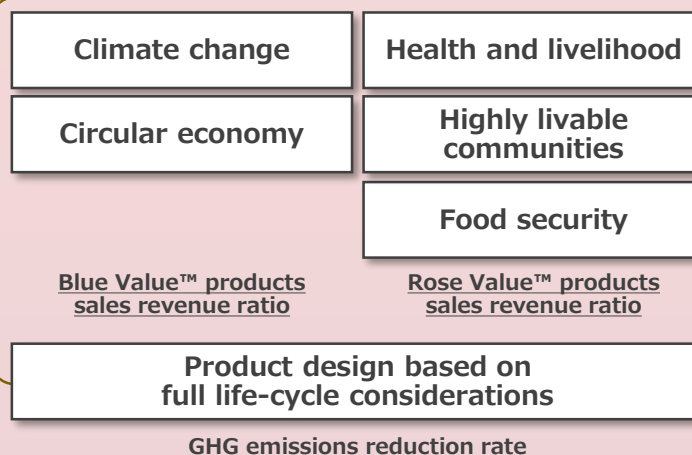 Climate change
Health and livelihood
Circular economy
Highly livable
communities
Food security
Blue Value™ products
sales revenue ratio
Rose Value™ products
sales revenue ratio
Product design based on
full life-cycle considerations
GHG emissions reduction rate